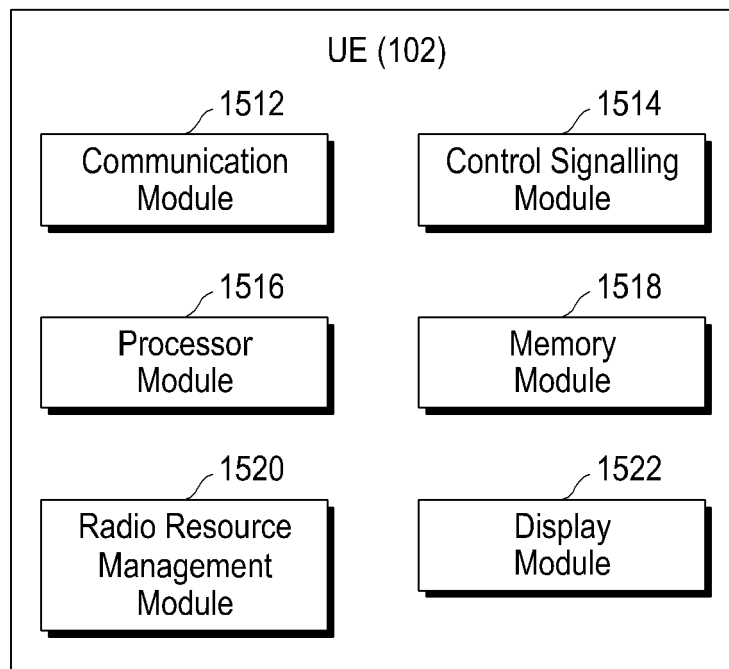 UE (102)
1512
Communication
Module
1514
Control Signalling
Module
1516
Processor
Module
1518
Memory
Module
1520
Radio Resource
Management
Module
1522
Display
Module